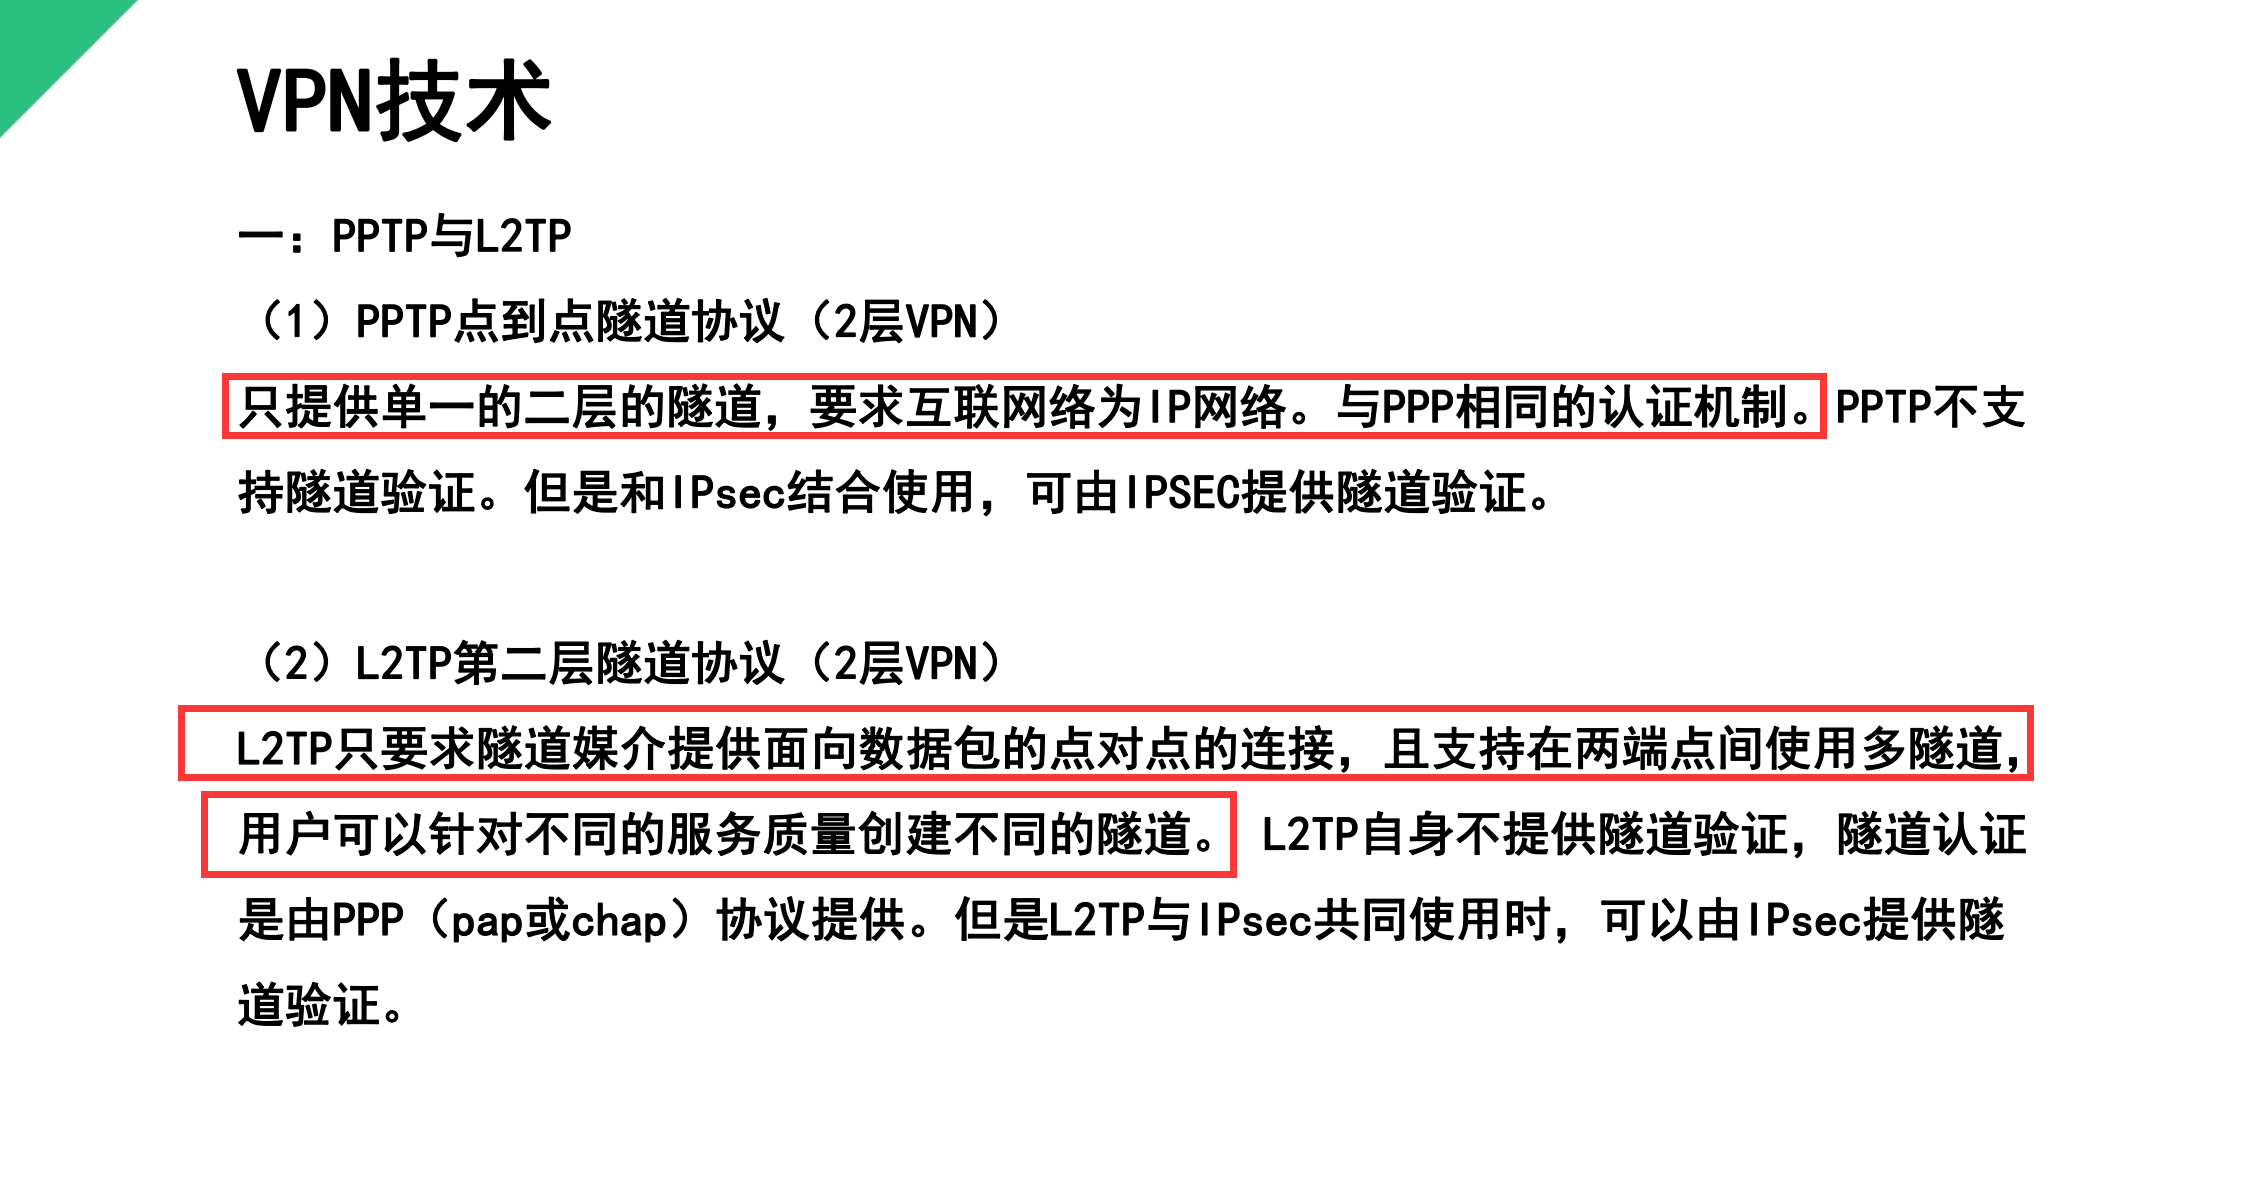 VPN技术
一：PPTP与L2TP
（1）PPTP点到点隧道协议（2层VPN）
只提供单一的二层的隧道，要求互联网络为IP网络。与PPP相同的认证机制。PPTP不支
持隧道验证。但是和IPsec结合使用，可由IPSEC提供隧道验证。
（2）L2TP第二层隧道协议（2层VPN）
L2TP只要求隧道媒介提供面向数据包的点对点的连接，且支持在两端点间使用多隧道，
用户可以针对不同的服务质量创建不同的隧道。 L2TP自身不提供隧道验证，隧道认证
是由PPP（pap或chap）协议提供。但是L2TP与IPsec共同使用时，可以由IPsec提供隧
道验证。